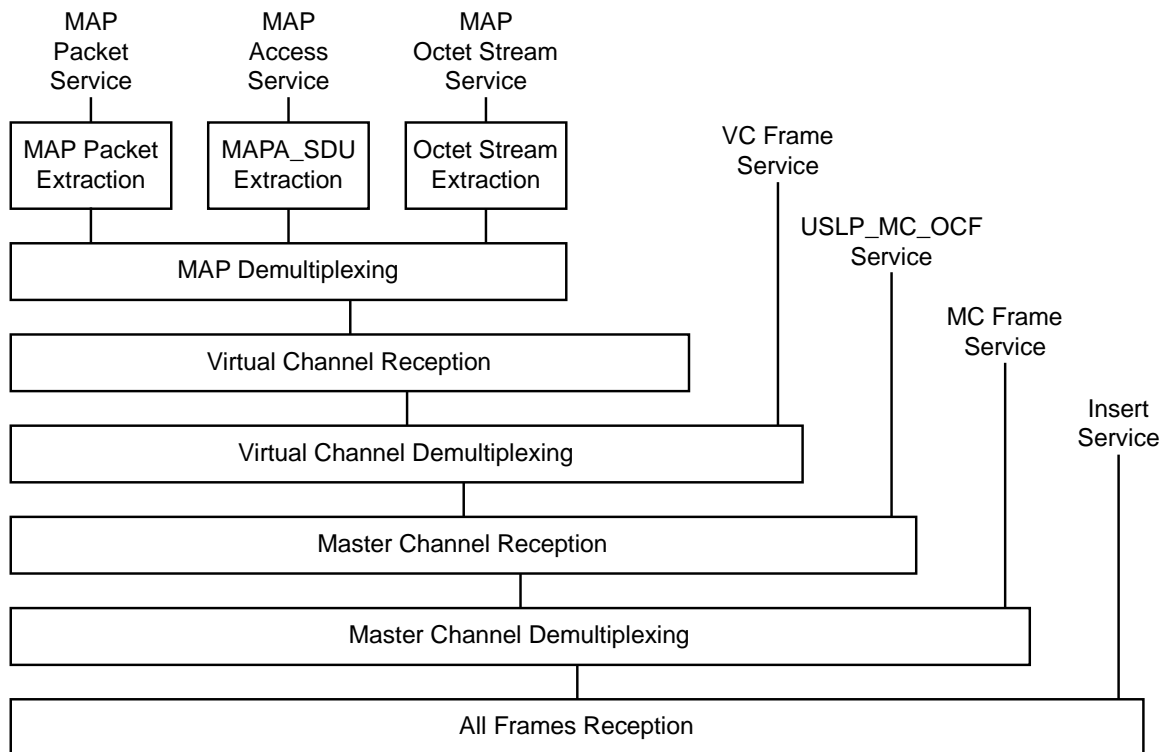 MAP
Packet
Service
MAP
Access
Service
MAP
Octet Stream
Service
MAP Packet
Extraction
MAPA_SDU
Extraction
Octet Stream
Extraction
VC Frame
Service
USLP_MC_OCF
Service
MAP Demultiplexing
MC Frame
Service
Virtual Channel Reception
Insert
Service
Virtual Channel Demultiplexing
Master Channel Reception
Master Channel Demultiplexing
All Frames Reception